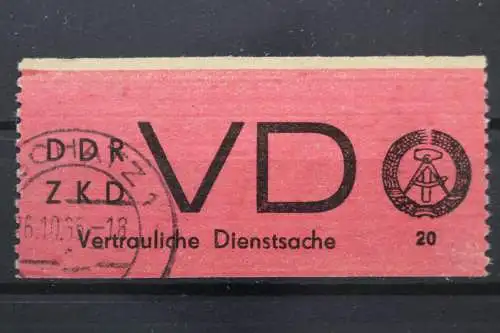 DDR
ZKD
VD
Vertrauliche Dienstsache
20